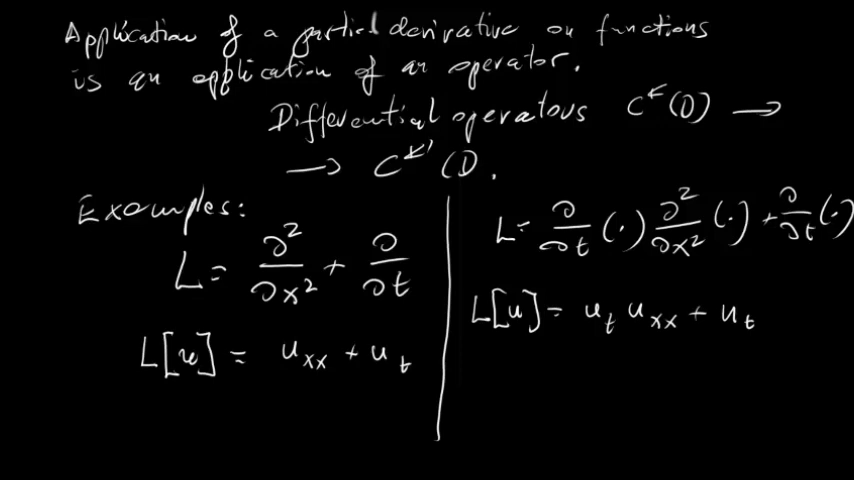 Application of a partial derivative on functions
is an application of an operator.
Differential operators C^k(D) →
→ C^k'(D.
Examples:
L = ∂²/∂x² + ∂/∂t
L[u] = u_xx + u_t
L = ∂/∂t (·) ∂²/∂x² (·) + ∂/∂t (·)
L[u] = u_t u_xx + u_t